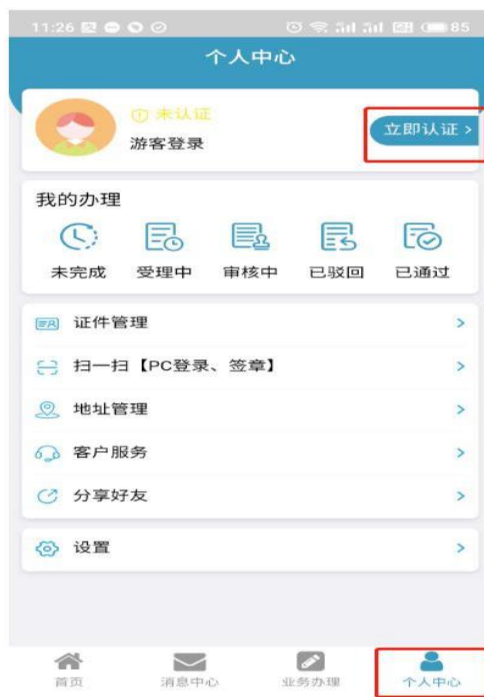 11:26 85
个人中心
未认证
立即认证 >
游客登录
我的办理
未完成 受理中 审核中 已驳回 已通过
证件管理 >
扫一扫【PC登录、签章】 >
地址管理 >
客户服务 >
分享好友 >
设置 >
首页 消息中心 业务办理 个人中心